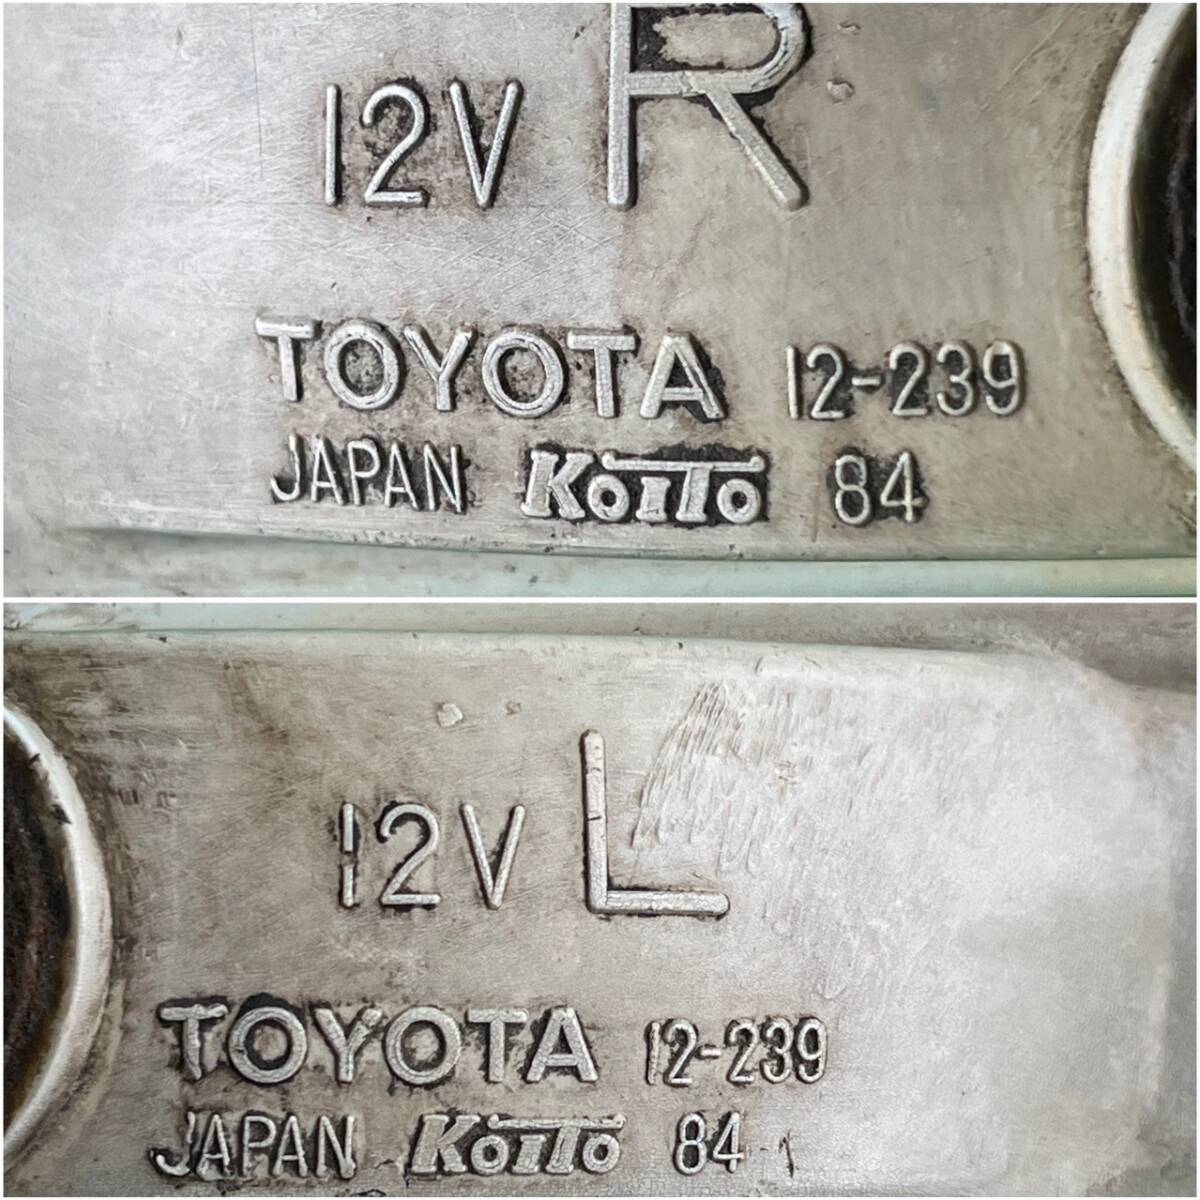 12V R
TOYOTA 12-239
JAPAN KOITO 84
12V L
TOYOTA 12-239
JAPAN KOITO 84